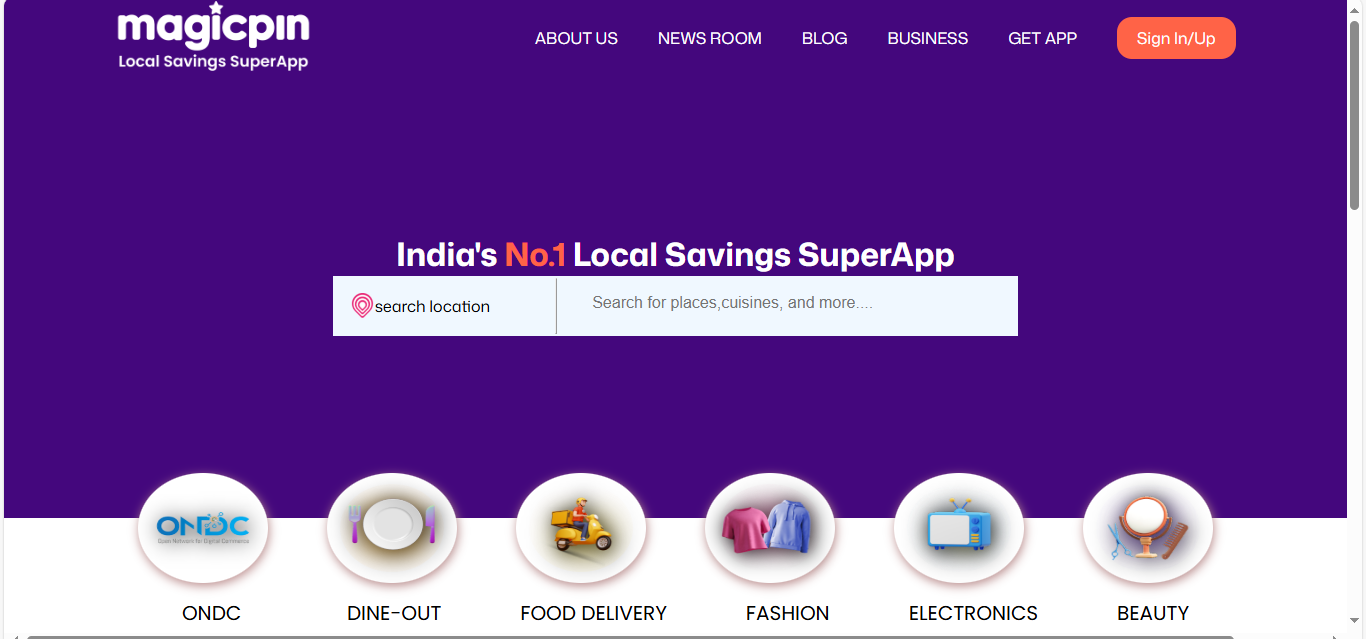 magicpin
Local Savings SuperApp
ABOUT US
NEWS ROOM
BLOG
BUSINESS
GET APP
Sign In/Up
India's No.1 Local Savings SuperApp
search location
Search for places,cuisines, and more....
ONDC
Open Network for Digital Commerce
ONDC
DINE-OUT
FOOD DELIVERY
FASHION
ELECTRONICS
BEAUTY